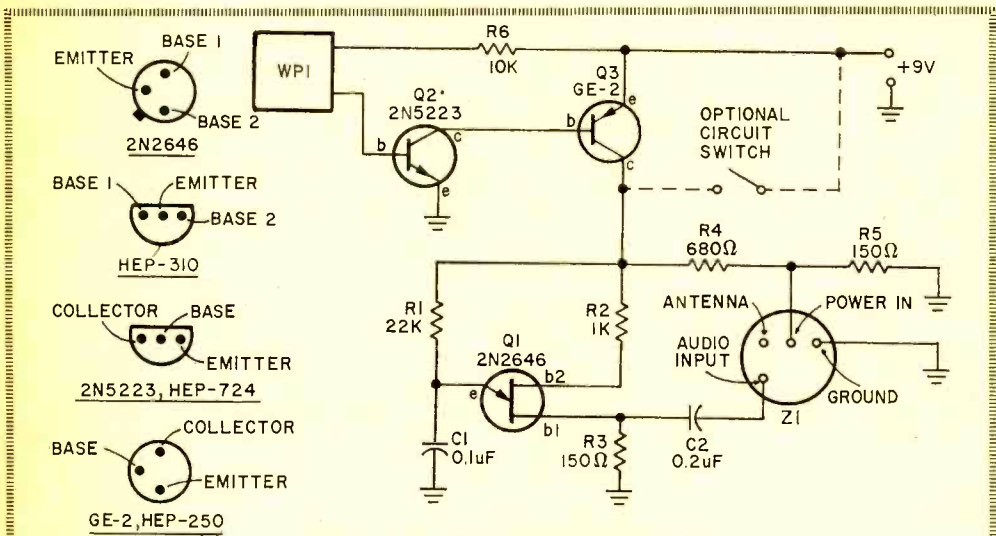 BASE 1
EMITTER
BASE 2
2N2646
BASE 1
EMITTER
BASE 2
HEP-310
COLLECTOR
BASE
EMITTER
2N5223, HEP-724
COLLECTOR
BASE
EMITTER
GE-2, HEP-250
WP1
R6
10K
Q2
2N5223
b
c
e
Q3
GE-2
b
e
c
+9V
OPTIONAL
CIRCUIT
SWITCH
R4
680Ω
R5
150Ω
R1
22K
R2
1K
Q1
2N2646
e
b2
b1
C1
0.1uF
R3
150Ω
C2
0.2uF
ANTENNA
POWER IN
AUDIO
INPUT
GROUND
Z1